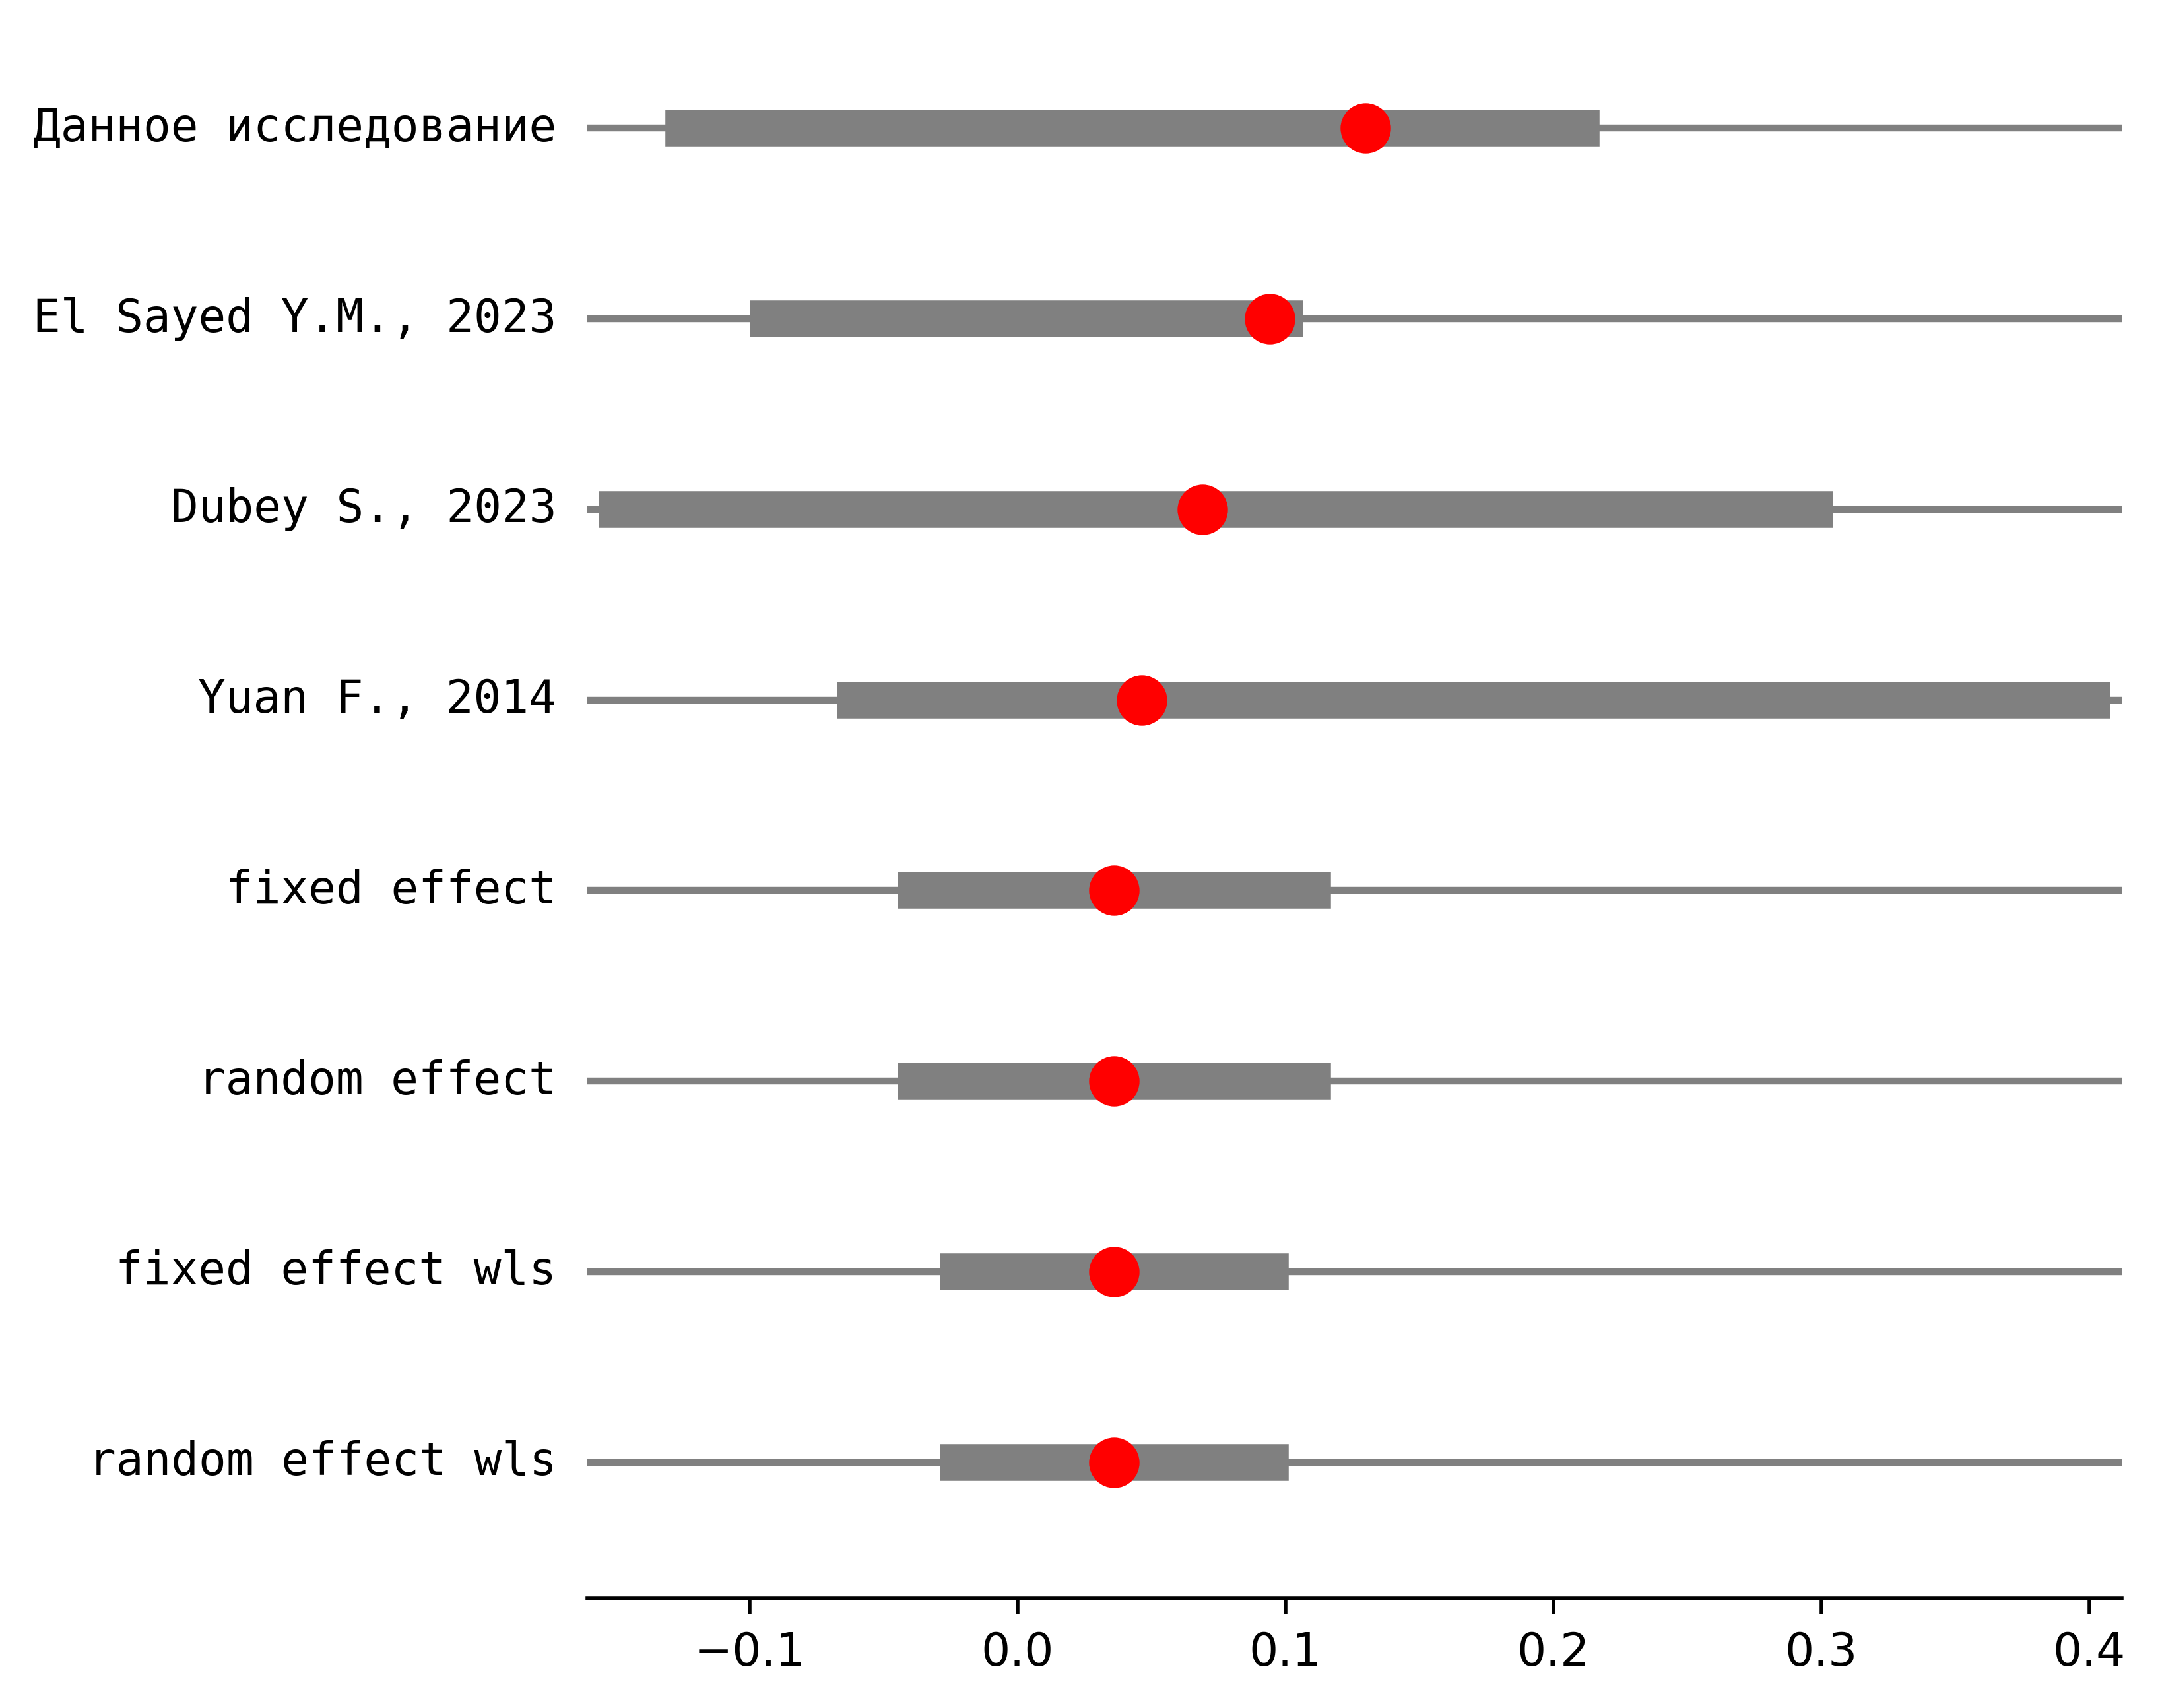 Данное исследование
El Sayed Y.M., 2023
Dubey S., 2023
Yuan F., 2014
fixed effect
random effect
fixed effect wls
random effect wls
−0.1 0.0 0.1 0.2 0.3 0.4